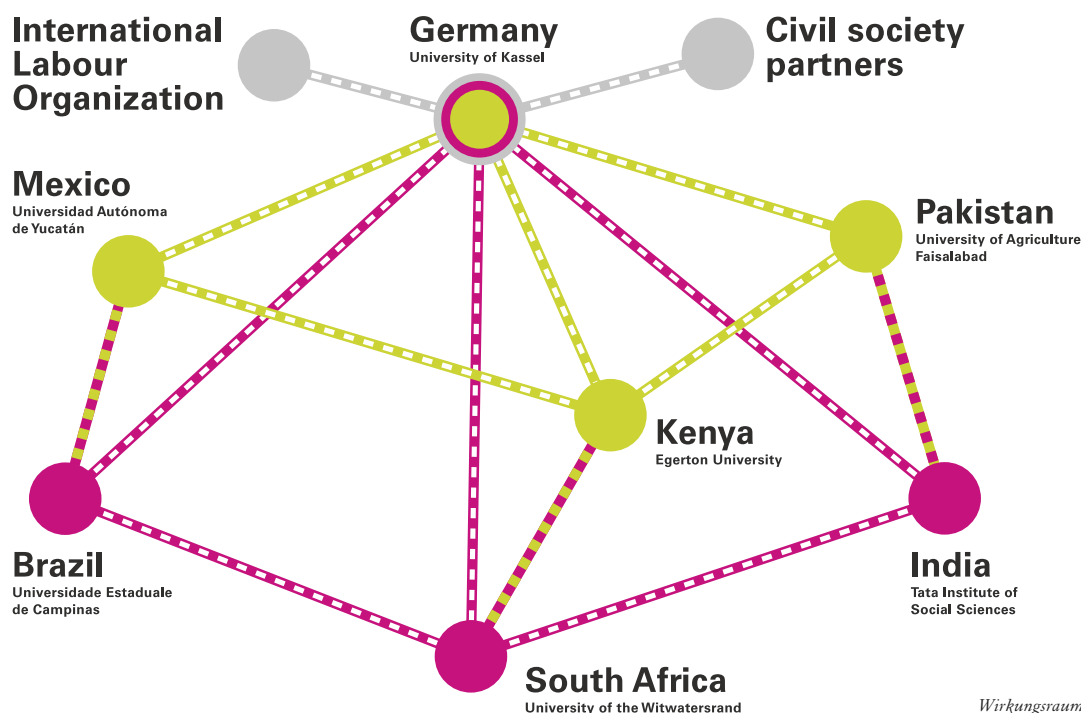 International
Labour
Organization
Germany
University of Kassel
Civil society
partners
Mexico
Universidad Autónoma
de Yucatán
Pakistan
University of Agriculture
Faisalabad
Kenya
Egerton University
Brazil
Universidade Estaduale
de Campinas
India
Tata Institute of
Social Sciences
South Africa
University of the Witwatersrand
Wirkungsraum